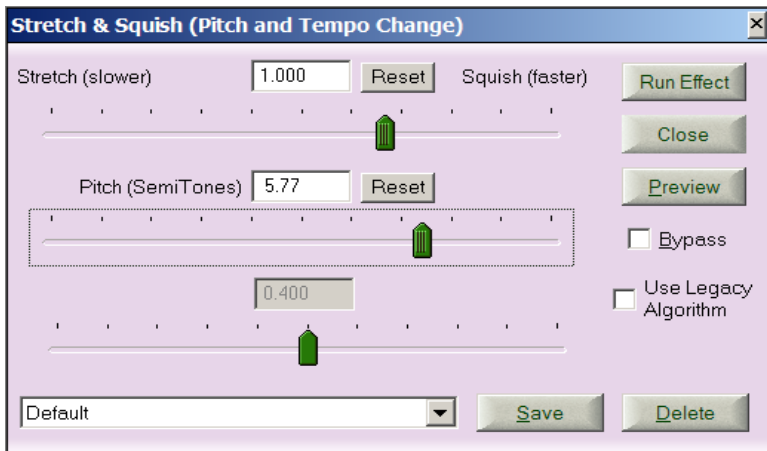 Stretch & Squish (Pitch and Tempo Change)
Stretch (slower) 1.000 Reset Squish (faster) Run Effect
Close
Pitch (SemiTones) 5.77 Reset Preview
Bypass
0.400 Use Legacy
Algorithm
Default Save Delete